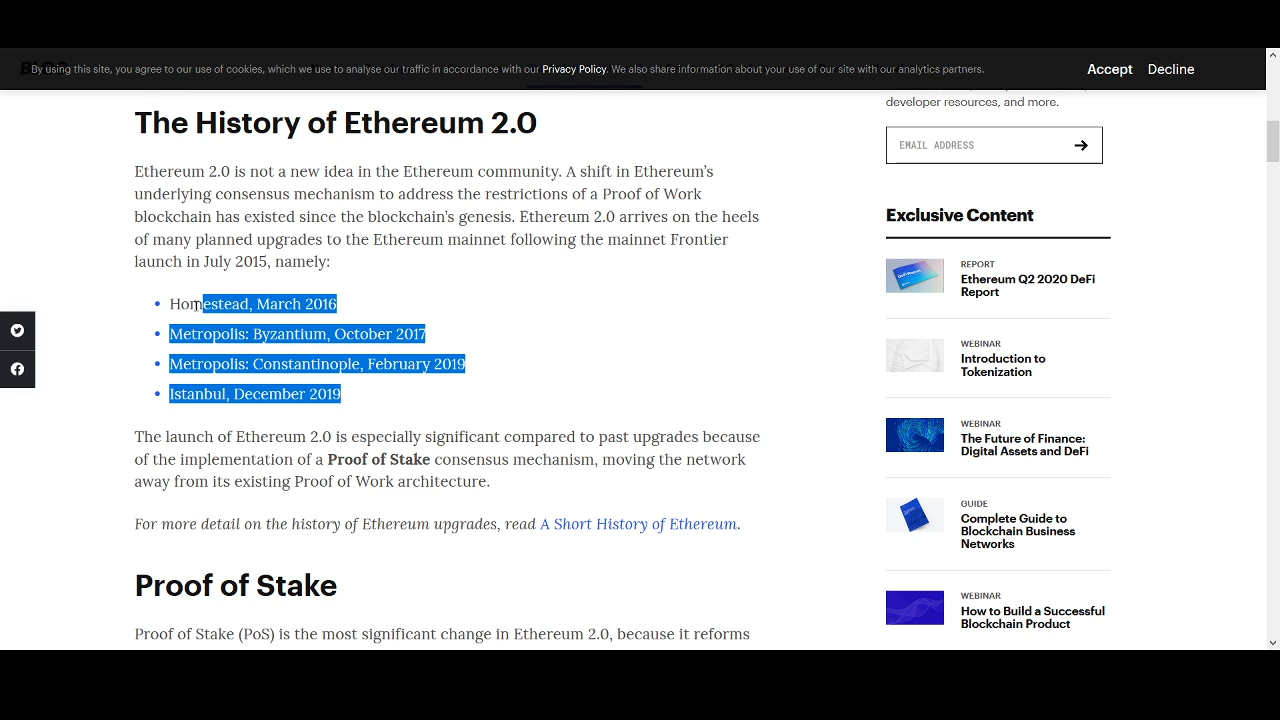 By using this site, you agree to our use of cookies, which we use to analyse our traffic in accordance with our Privacy Policy. We also share information about your use of our site with our analytics partners.
Accept
Decline
The History of Ethereum 2.0
Ethereum 2.0 is not a new idea in the Ethereum community. A shift in Ethereum's
underlying consensus mechanism to address the restrictions of a Proof of Work
blockchain has existed since the blockchain's genesis. Ethereum 2.0 arrives on the heels
of many planned upgrades to the Ethereum mainnet following the mainnet Frontier
launch in July 2015, namely:
• Homestead, March 2016
• Metropolis: Byzantium, October 2017
• Metropolis: Constantinople, February 2019
• Istanbul, December 2019
The launch of Ethereum 2.0 is especially significant compared to past upgrades because
of the implementation of a Proof of Stake consensus mechanism, moving the network
away from its existing Proof of Work architecture.
For more detail on the history of Ethereum upgrades, read A Short History of Ethereum.
Proof of Stake
Proof of Stake (PoS) is the most significant change in Ethereum 2.0, because it reforms
developer resources, and more.
EMAIL ADDRESS
Exclusive Content
REPORT
Ethereum Q2 2020 DeFi
Report
WEBINAR
Introduction to
Tokenization
WEBINAR
The Future of Finance:
Digital Assets and DeFi
GUIDE
Complete Guide to
Blockchain Business
Networks
WEBINAR
How to Build a Successful
Blockchain Product